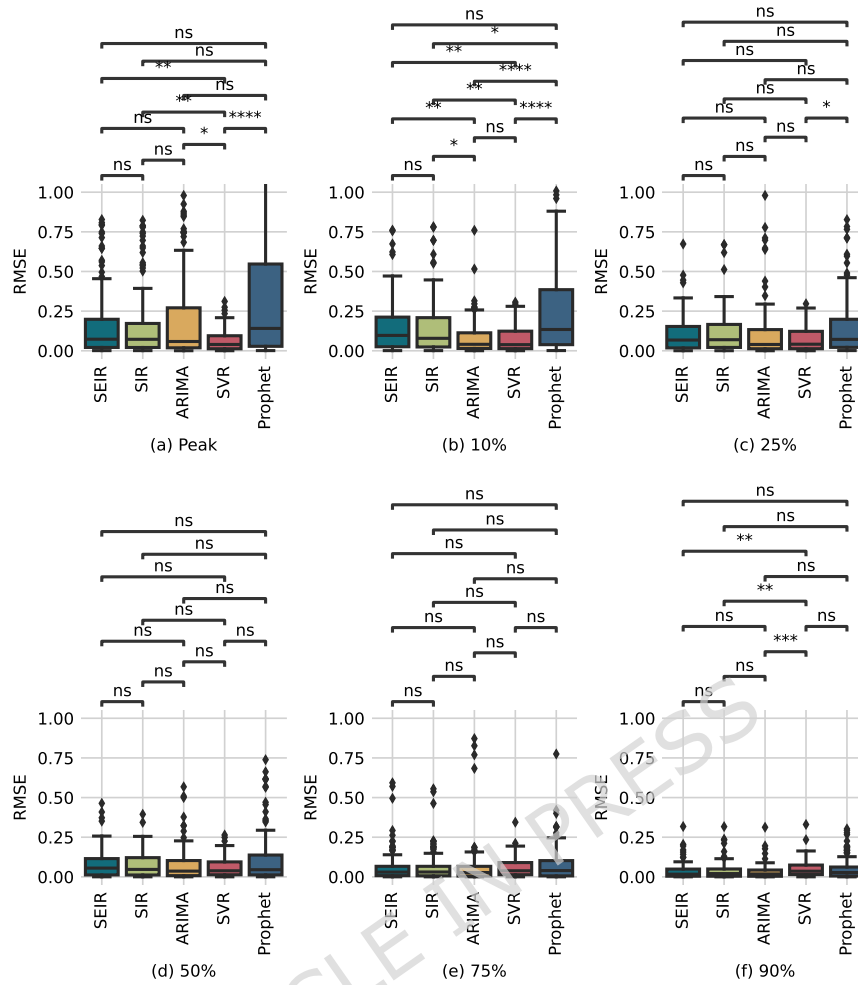 ns
ns
**
ns
**
ns
****
*
ns
ns
1.00
0.75
0.50
0.25
0.00
RMSE
SEIR
SIR
ARIMA
SVR
Prophet
(a) Peak
ns
*
**
****
**
**
****
ns
*
ns
1.00
0.75
0.50
0.25
0.00
RMSE
SEIR
SIR
ARIMA
SVR
Prophet
(b) 10%
ns
ns
ns
ns
ns
ns
*
ns
ns
ns
1.00
0.75
0.50
0.25
0.00
RMSE
SEIR
SIR
ARIMA
SVR
Prophet
(c) 25%
ns
ns
ns
ns
ns
ns
ns
ns
ns
ns
1.00
0.75
0.50
0.25
0.00
RMSE
SEIR
SIR
ARIMA
SVR
Prophet
(d) 50%
ns
ns
ns
ns
ns
ns
ns
ns
ns
ns
1.00
0.75
0.50
0.25
0.00
RMSE
SEIR
SIR
ARIMA
SVR
Prophet
(e) 75%
ns
ns
**
ns
**
ns
ns
***
ns
ns
1.00
0.75
0.50
0.25
0.00
RMSE
SEIR
SIR
ARIMA
SVR
Prophet
(f) 90%
CLE IN PRESS